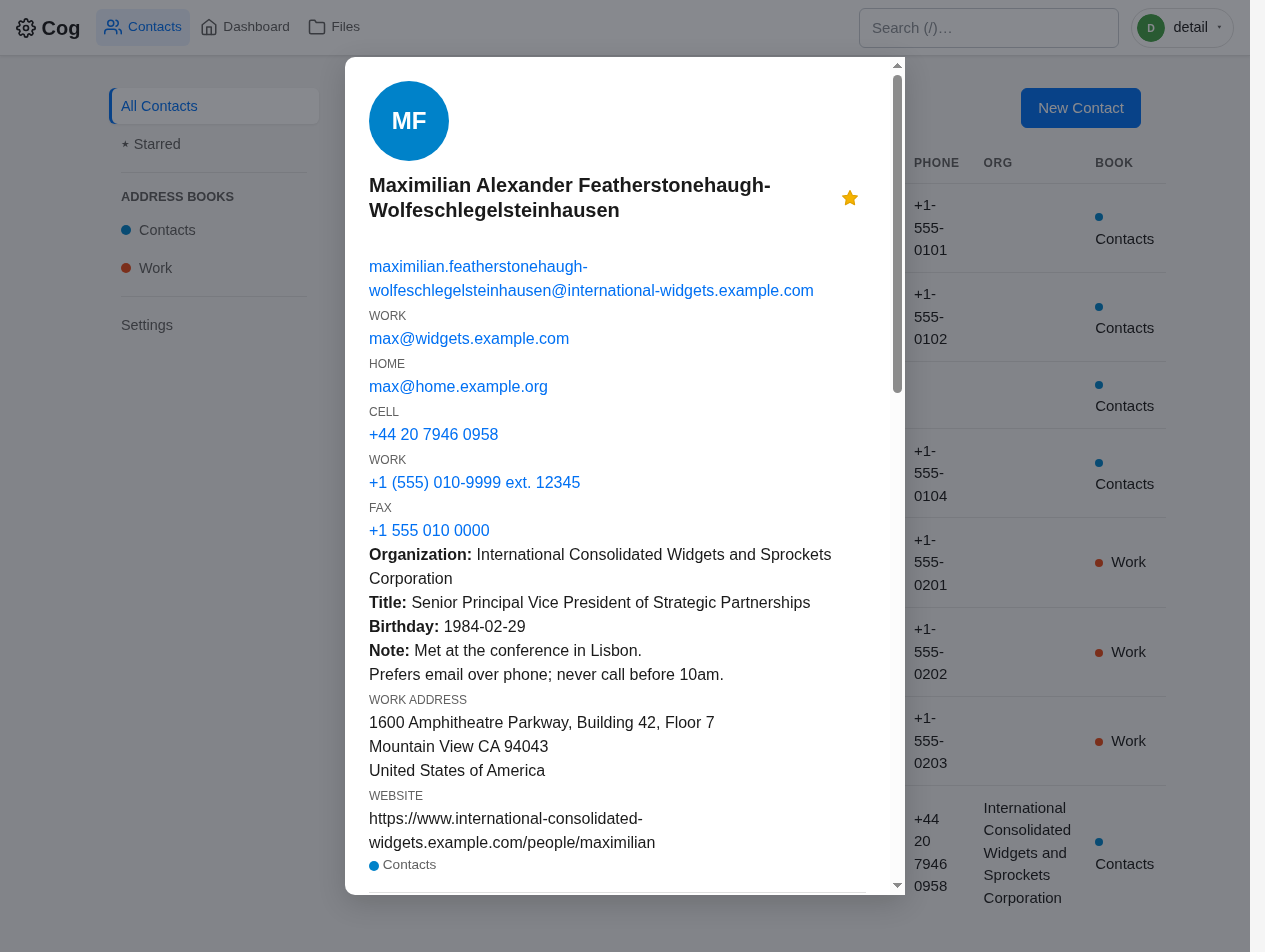 Cog
Contacts
Dashboard
Files
Search (/)…
D
detail
All Contacts
★ Starred
ADDRESS BOOKS
Contacts
Work
Settings
MF
Maximilian Alexander Featherstonehaugh-
Wolfeschlegelsteinhausen
maximilian.featherstonehaugh-
wolfeschlegelsteinhausen@international-widgets.example.com
WORK
max@widgets.example.com
HOME
max@home.example.org
CELL
+44 20 7946 0958
WORK
+1 (555) 010-9999 ext. 12345
FAX
+1 555 010 0000
Organization: International Consolidated Widgets and Sprockets
Corporation
Title: Senior Principal Vice President of Strategic Partnerships
Birthday: 1984-02-29
Note: Met at the conference in Lisbon.
Prefers email over phone; never call before 10am.
WORK ADDRESS
1600 Amphitheatre Parkway, Building 42, Floor 7
Mountain View CA 94043
United States of America
WEBSITE
https://www.international-consolidated-
widgets.example.com/people/maximilian
Contacts
New Contact
PHONE
ORG
BOOK
+1-
555-
0101
Contacts
+1-
555-
0102
Contacts
Contacts
+1-
555-
0104
Contacts
+1-
555-
0201
Work
+1-
555-
0202
Work
+1-
555-
0203
Work
+44
20
7946
0958
International
Consolidated
Widgets and
Sprockets
Corporation
Contacts